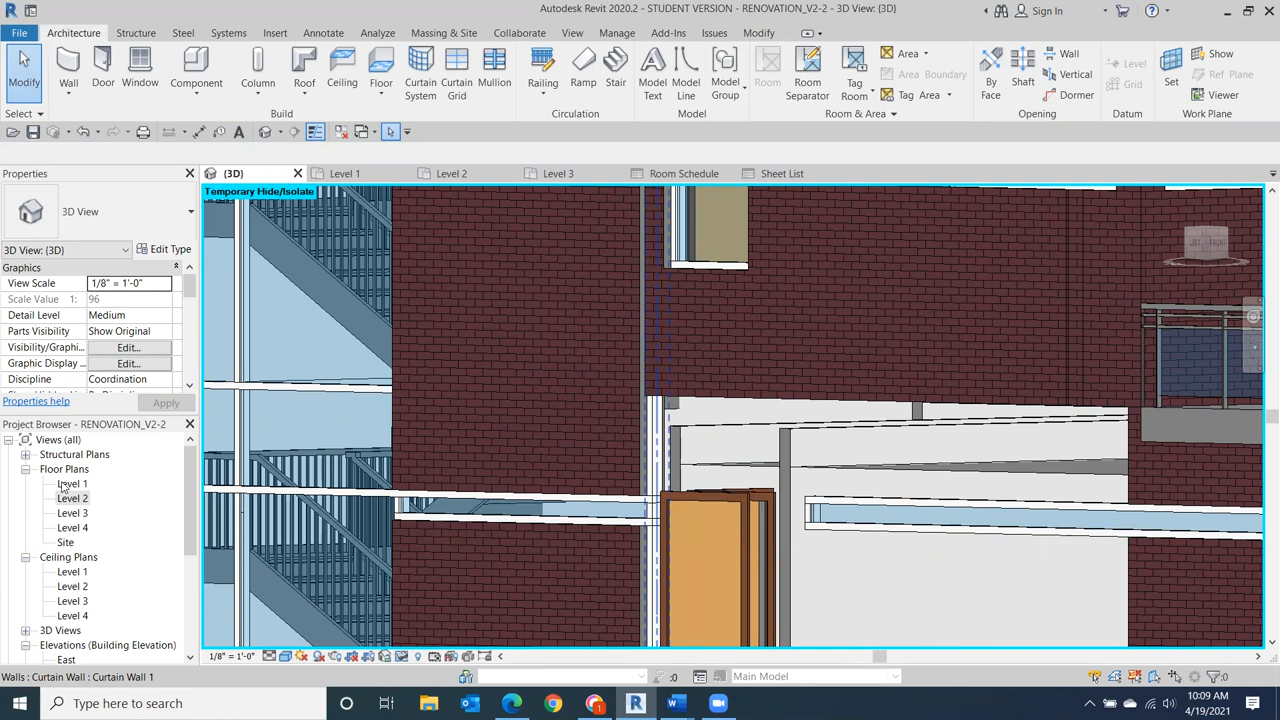 Autodesk Revit 2020.2 - STUDENT VERSION - RENOVATION_V2-2 - 3D View: {3D}
Sign In
File Architecture Structure Steel Systems Insert Annotate Analyze Massing & Site Collaborate View Manage Add-Ins Issues Modify
Modify Wall Door Window Component Column Roof Ceiling Floor Curtain System Curtain Grid Mullion Railing Ramp Stair Model Text Model Line Model Group Room Room Separator Tag Room Area Area Boundary Tag Area By Face Shaft Wall Vertical Dormer Level Grid Set Show Ref Plane Viewer
Select Build Circulation Model Room & Area Opening Datum Work Plane
Properties
{3D} Level 1 Level 2 Level 3 Room Schedule Sheet List
Temporary Hide/Isolate
3D View
3D View: {3D} Edit Type
Graphics
View Scale 1/8" = 1'-0"
Scale Value 1: 96
Detail Level Medium
Parts Visibility Show Original
Visibility/Graphi... Edit...
Graphic Display ... Edit...
Discipline Coordination
Properties help Apply
LEFT FRONT
Project Browser - RENOVATION_V2-2
Views (all)
Structural Plans
Floor Plans
Level 1
Level 2
Level 3
Level 4
Site
Ceiling Plans
Level 1
Level 2
Level 3
Level 4
3D Views
Elevations (Building Elevation)
East
1/8" = 1'-0"
Walls : Curtain Wall : Curtain Wall 1 :0 Main Model :0
Type here to search
10:09 AM
4/19/2021